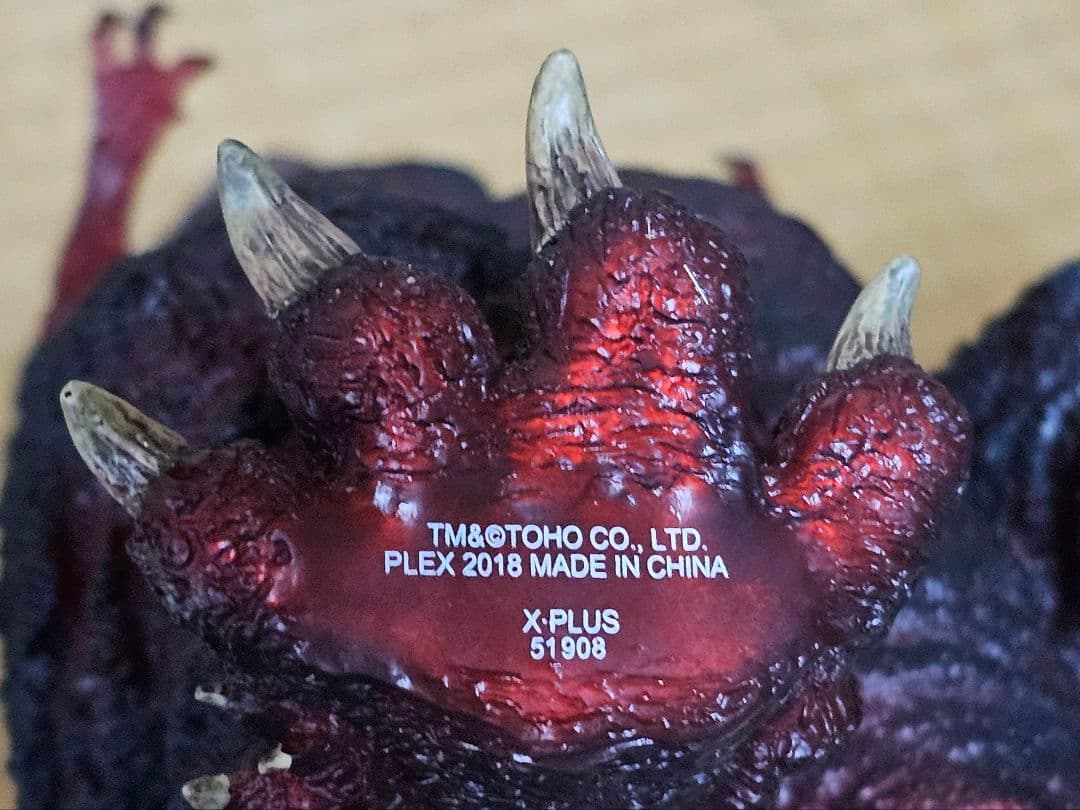 TM&©TOHO CO., LTD.
PLEX 2018 MADE IN CHINA
X·PLUS
51908